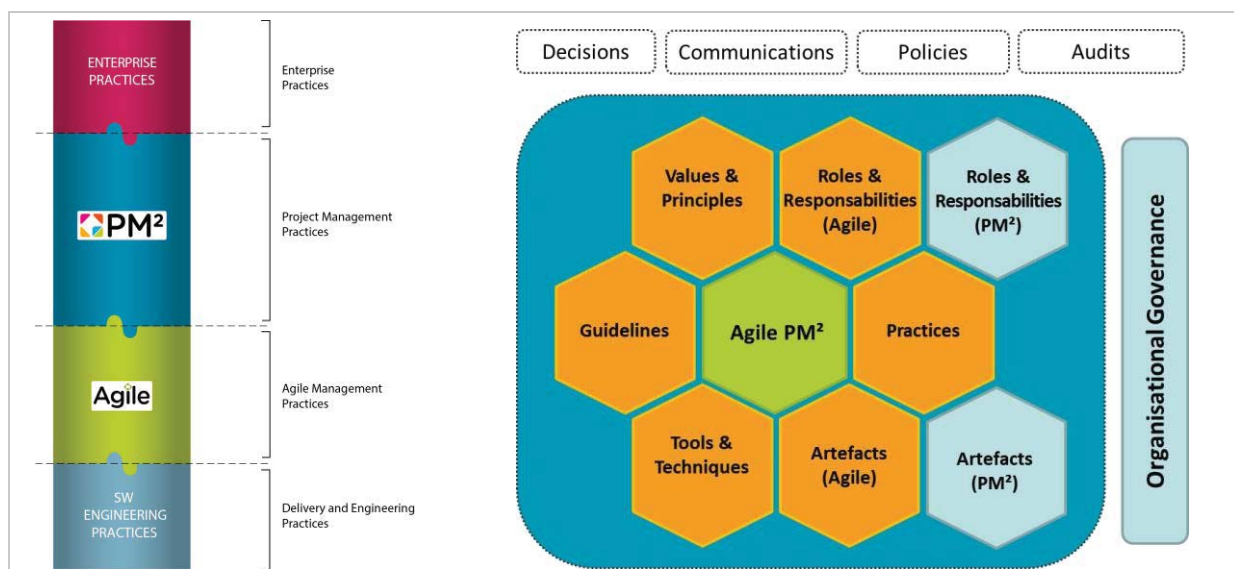 ENTERPRISE
PRACTICES
Enterprise
Practices
PM²
Project Management
Practices
Agile
Agile Management
Practices
SW
ENGINEERING
PRACTICES
Delivery and Engineering
Practices
Decisions
Communications
Policies
Audits
Values &
Principles
Roles &
Responsabilities
(Agile)
Roles &
Responsabilities
(PM²)
Guidelines
Agile PM²
Practices
Tools &
Techniques
Artefacts
(Agile)
Artefacts
(PM²)
Organisational Governance